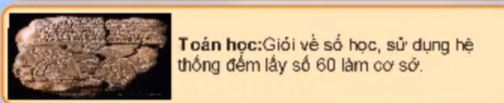 Toán học:Giỏi về số học, sử dụng hệ
thống đếm lấy số 60 làm cơ sở.